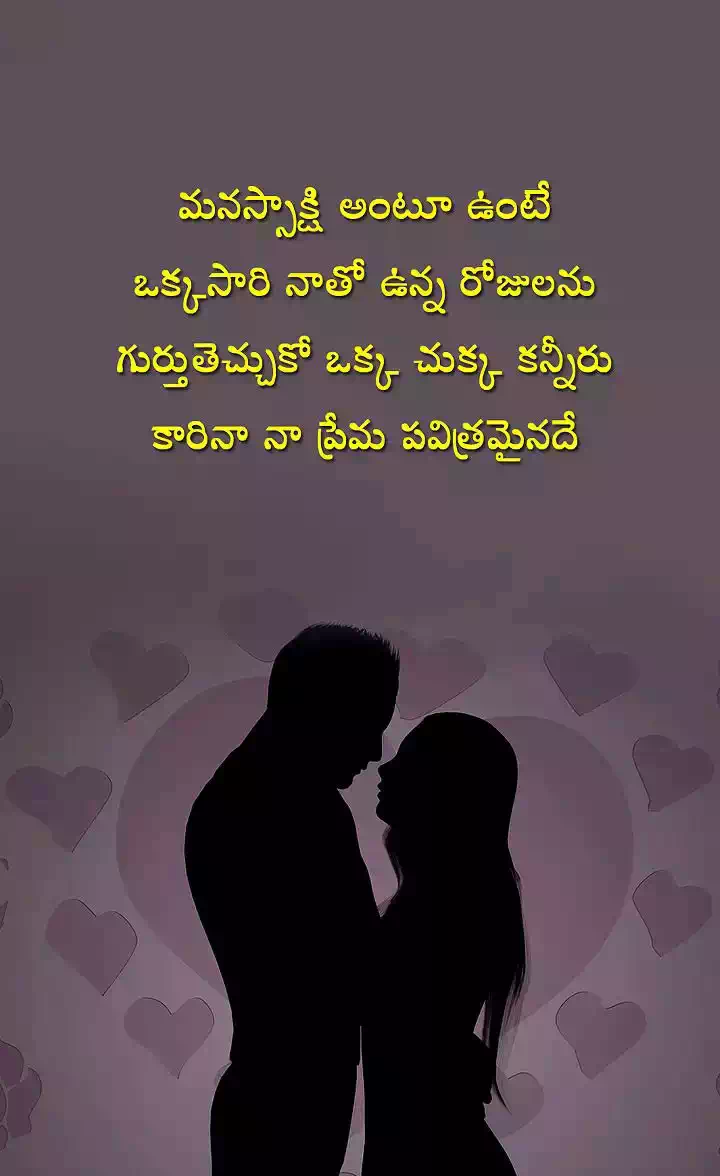 మనస్సాక్షి అంటూ ఉంటే
ఒక్కసారి నాతో ఉన్న రోజులను
గుర్తుతెచ్చుకో ఒక్క చుక్క కన్నీరు
కారినా నా ప్రేమ పవిత్రమైనదే